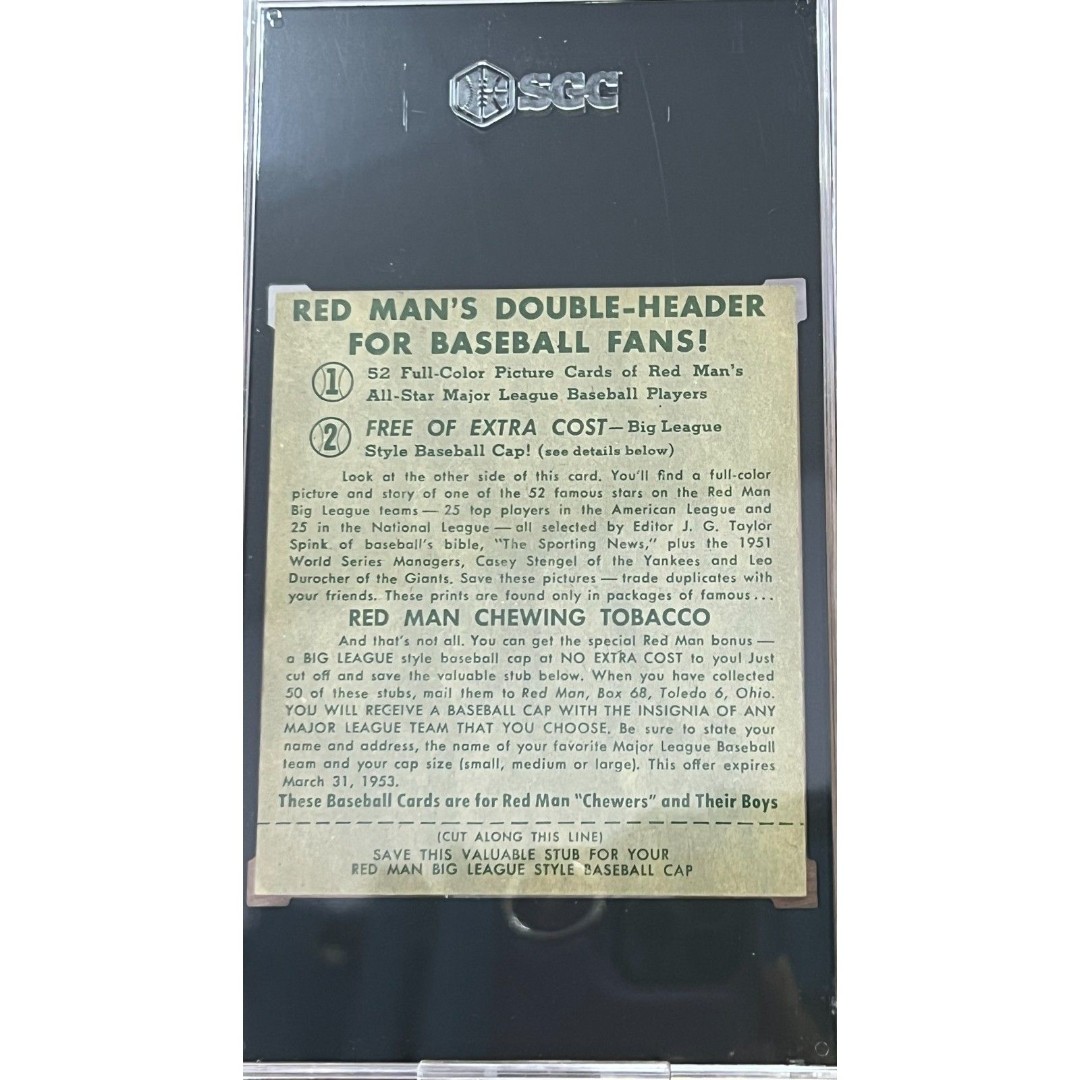 SGC
RED MAN'S DOUBLE-HEADER
FOR BASEBALL FANS!
1 52 Full-Color Picture Cards of Red Man's
All-Star Major League Baseball Players
2 FREE OF EXTRA COST—Big League
Style Baseball Cap! (see details below)
Look at the other side of this card. You'll find a full-color
picture and story of one of the 52 famous stars on the Red Man
Big League teams — 25 top players in the American League and
25 in the National League — all selected by Editor J. G. Taylor
Spink of baseball's bible, "The Sporting News," plus the 1951
World Series Managers, Casey Stengel of the Yankees and Leo
Durocher of the Giants. Save these pictures — trade duplicates with
your friends. These prints are found only in packages of famous...
RED MAN CHEWING TOBACCO
And that's not all. You can get the special Red Man bonus —
a BIG LEAGUE style baseball cap at NO EXTRA COST to you! Just
cut off and save the valuable stub below. When you have collected
50 of these stubs, mail them to Red Man, Box 68, Toledo 6, Ohio.
YOU WILL RECEIVE A BASEBALL CAP WITH THE INSIGNIA OF ANY
MAJOR LEAGUE TEAM THAT YOU CHOOSE. Be sure to state your
name and address, the name of your favorite Major League Baseball
team and your cap size (small, medium or large). This offer expires
March 31, 1953.
These Baseball Cards are for Red Man "Chewers" and Their Boys
(CUT ALONG THIS LINE)
SAVE THIS VALUABLE STUB FOR YOUR
RED MAN BIG LEAGUE STYLE BASEBALL CAP